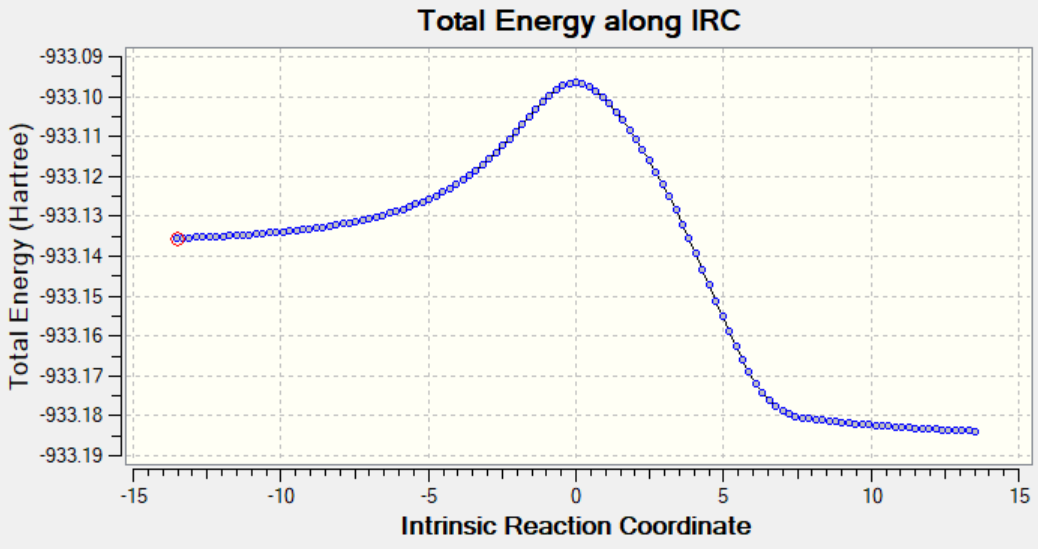 Total Energy along IRC
Total Energy (Hartree)
-933.09
-933.10
-933.11
-933.12
-933.13
-933.14
-933.15
-933.16
-933.17
-933.18
-933.19
-15 -10 -5 0 5 10 15
Intrinsic Reaction Coordinate